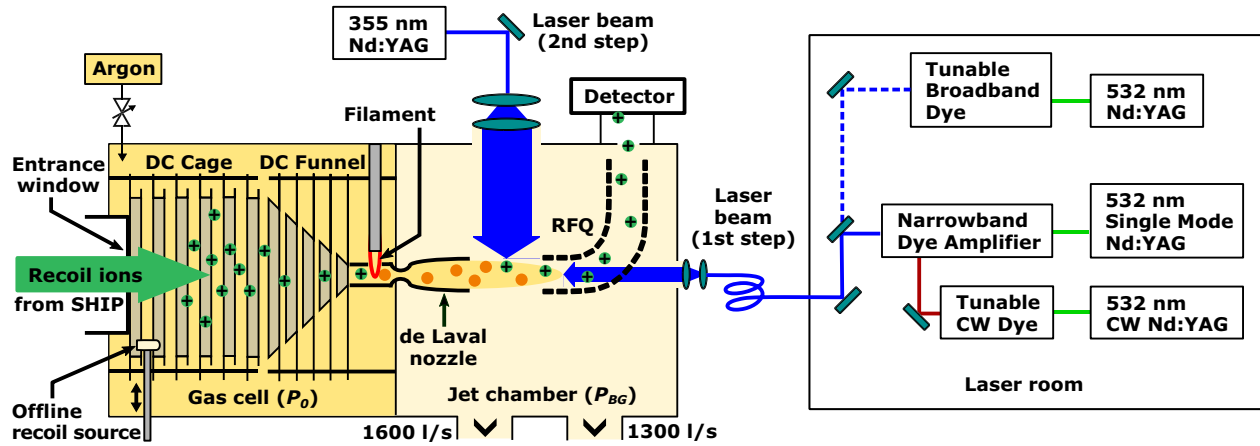 355 nm
Nd:YAG
Laser beam
(2nd step)
Argon
Detector
Filament
Entrance
window
DC Cage
DC Funnel
Recoil ions
from SHIP
RFQ
Laser
beam
(1st step)
de Laval
nozzle
Offline
recoil source
Gas cell (P0)
Jet chamber (PBG)
1600 l/s
1300 l/s
Tunable
Broadband
Dye
532 nm
Nd:YAG
Narrowband
Dye Amplifier
532 nm
Single Mode
Nd:YAG
Tunable
CW Dye
532 nm
CW Nd:YAG
Laser room